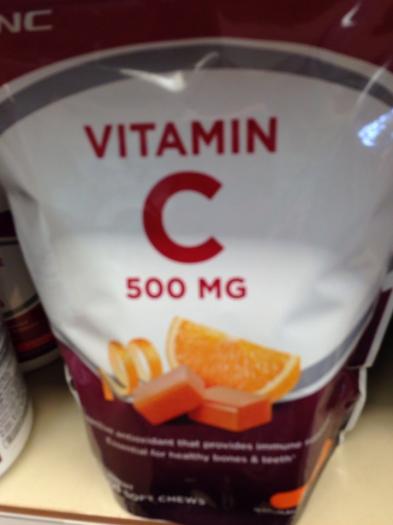 NC
VITAMIN
C
500 MG
antioxidant that provides immune
Essential for healthy bones & teeth*
SOFT CHEWS